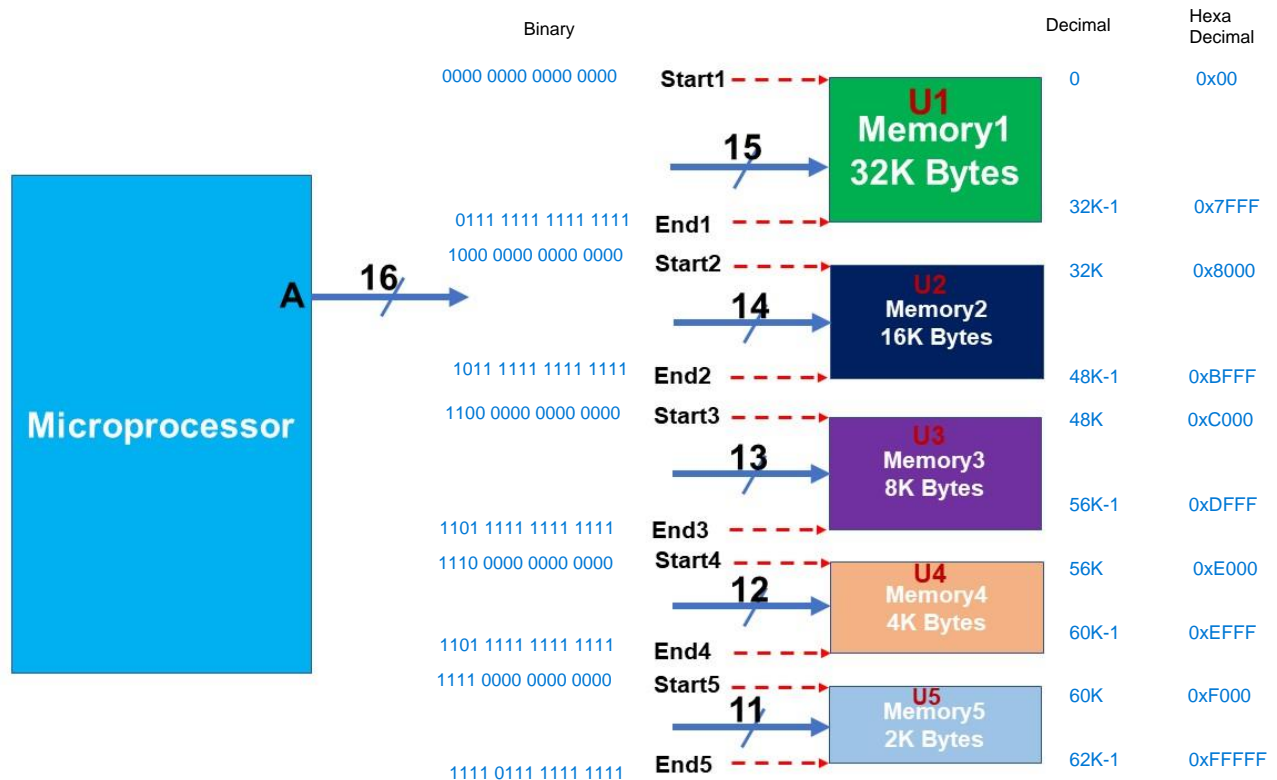 Binary
Decimal
Hexa
Decimal
0000 0000 0000 0000
Start1
0
0x00
U1
Memory1
32K Bytes
15
32K-1
0x7FFF
0111 1111 1111 1111
End1
1000 0000 0000 0000
Start2
32K
0x8000
A
16
U2
Memory2
16K Bytes
14
1011 1111 1111 1111
End2
48K-1
0xBFFF
1100 0000 0000 0000
Start3
48K
0xC000
Microprocessor
U3
Memory3
8K Bytes
13
56K-1
0xDFFF
1101 1111 1111 1111
End3
1110 0000 0000 0000
Start4
56K
0xE000
U4
Memory4
4K Bytes
12
1101 1111 1111 1111
End4
60K-1
0xEFFF
1111 0000 0000 0000
Start5
60K
0xF000
U5
Memory5
2K Bytes
11
1111 0111 1111 1111
End5
62K-1
0xFFFFF